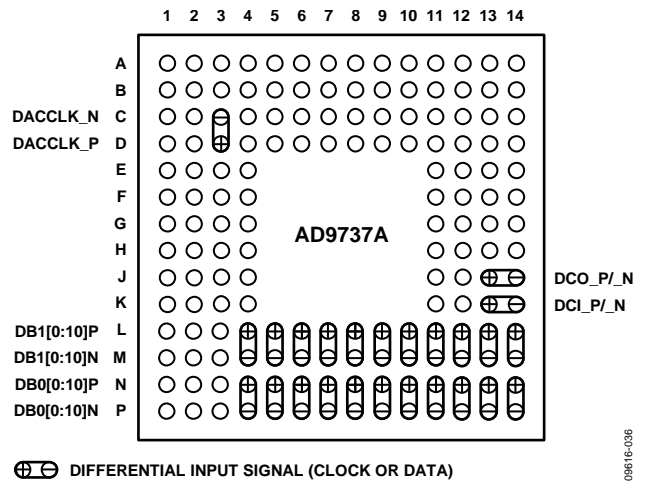 1 2 3 4 5 6 7 8 9 10 11 12 13 14
A
B
DACCLK_N C
DACCLK_P D
E
F
G
AD9737A
H
J DCO_P/_N
K DCI_P/_N
DB1[0:10]P L
DB1[0:10]N M
DB0[0:10]P N
DB0[0:10]N P
DIFFERENTIAL INPUT SIGNAL (CLOCK OR DATA)
09616-036